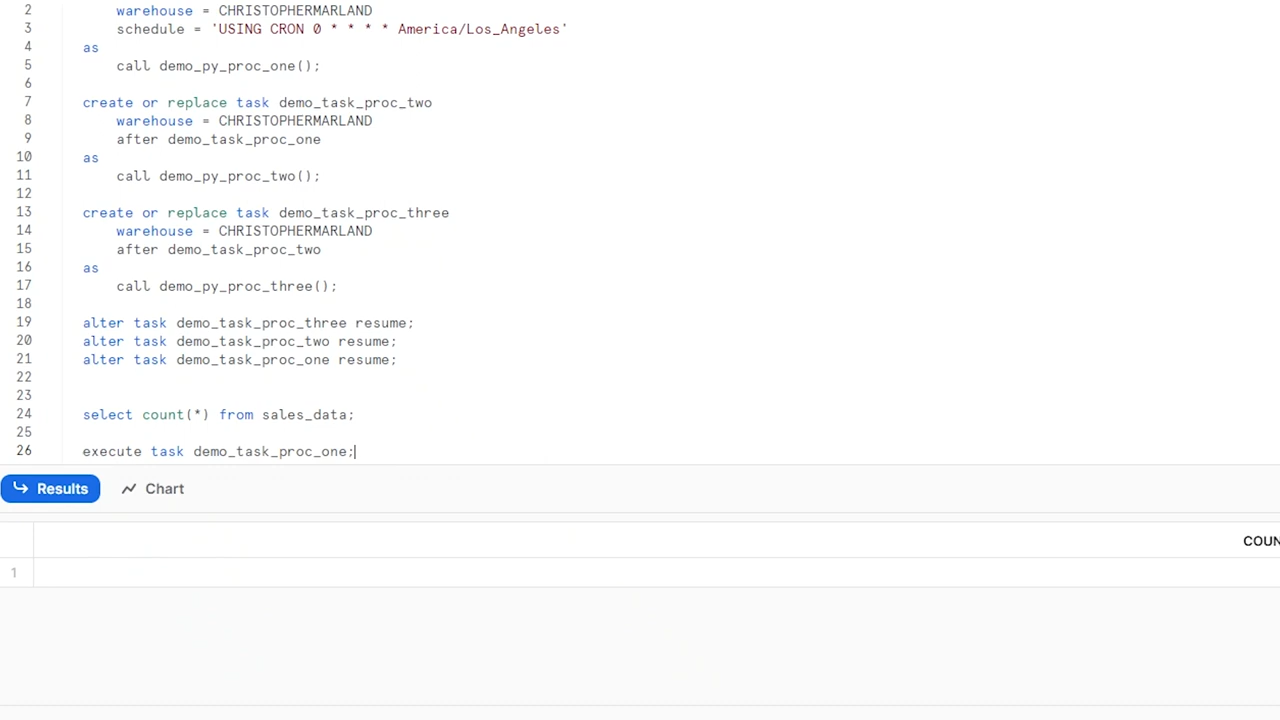 2 warehouse = CHRISTOPHERMARLAND
3 schedule = 'USING CRON 0 * * * * America/Los_Angeles'
4 as
5 call demo_py_proc_one();
6
7 create or replace task demo_task_proc_two
8 warehouse = CHRISTOPHERMARLAND
9 after demo_task_proc_one
10 as
11 call demo_py_proc_two();
12
13 create or replace task demo_task_proc_three
14 warehouse = CHRISTOPHERMARLAND
15 after demo_task_proc_two
16 as
17 call demo_py_proc_three();
18
19 alter task demo_task_proc_three resume;
20 alter task demo_task_proc_two resume;
21 alter task demo_task_proc_one resume;
22
23
24 select count(*) from sales_data;
25
26 execute task demo_task_proc_one;
Results Chart
COUN
1